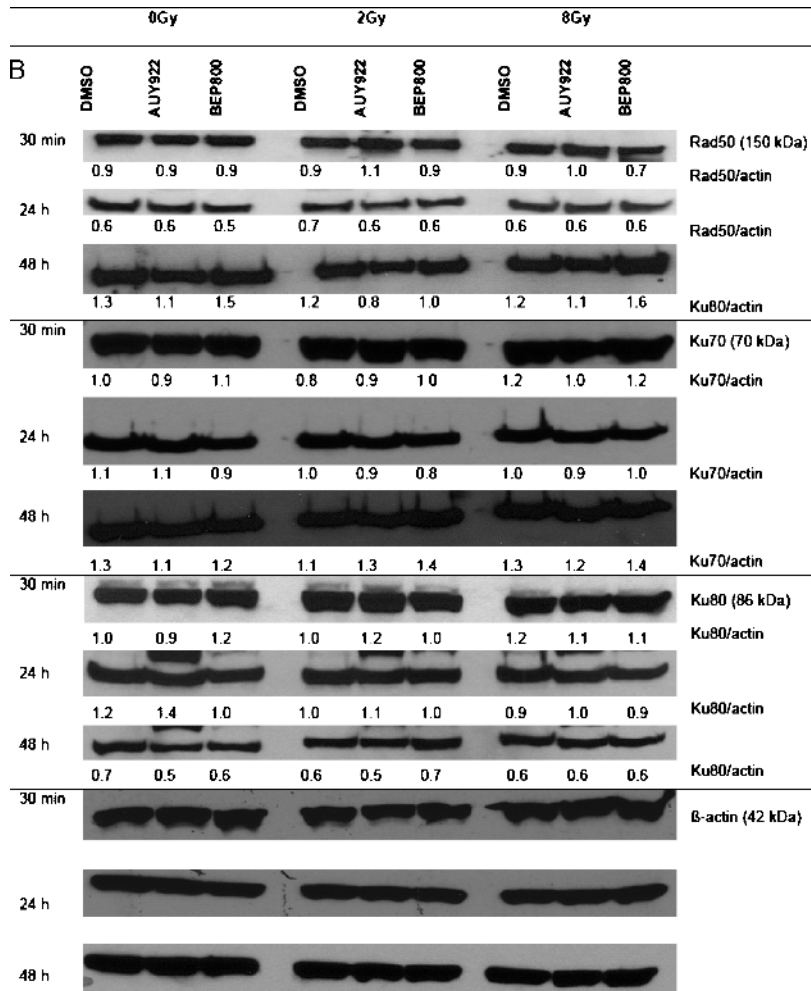 0Gy 2Gy 8Gy
B
DMSO AUY922 BEP800 DMSO AUY922 BEP800 DMSO AUY922 BEP800
30 min Rad50 (150 kDa)
0.9 0.9 0.9 0.9 1.1 0.9 0.9 1.0 0.7 Rad50/actin
24 h
0.6 0.6 0.5 0.7 0.6 0.6 0.6 0.6 0.6 Rad50/actin
48 h
1.3 1.1 1.5 1.2 0.8 1.0 1.2 1.1 1.6 Ku80/actin
30 min Ku70 (70 kDa)
1.0 0.9 1.1 0.8 0.9 1.0 1.2 1.0 1.2 Ku70/actin
24 h
1.1 1.1 0.9 1.0 0.9 0.8 1.0 0.9 1.0 Ku70/actin
48 h
1.3 1.1 1.2 1.1 1.3 1.4 1.3 1.2 1.4 Ku70/actin
30 min Ku80 (86 kDa)
1.0 0.9 1.2 1.0 1.2 1.0 1.2 1.1 1.1 Ku80/actin
24 h
1.2 1.4 1.0 1.0 1.1 1.0 0.9 1.0 0.9 Ku80/actin
48 h
0.7 0.5 0.6 0.6 0.5 0.7 0.6 0.6 0.6 Ku80/actin
30 min ß-actin (42 kDa)
24 h
48 h